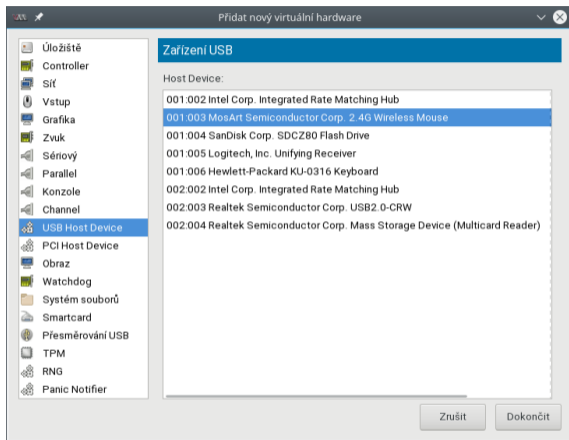 Přidat nový virtuální hardware
Úložiště
Controller
Síť
Vstup
Grafika
Zvuk
Sériový
Parallel
Konzole
Channel
USB Host Device
PCI Host Device
Obraz
Watchdog
Systém souborů
Smartcard
Přesměrování USB
TPM
RNG
Panic Notifier
Zařízení USB
Host Device:
001:002 Intel Corp. Integrated Rate Matching Hub
001:003 MosArt Semiconductor Corp. 2.4G Wireless Mouse
001:004 SanDisk Corp. SDCZ80 Flash Drive
001:005 Logitech, Inc. Unifying Receiver
001:006 Hewlett-Packard KU-0316 Keyboard
002:002 Intel Corp. Integrated Rate Matching Hub
002:003 Realtek Semiconductor Corp. USB2.0-CRW
002:004 Realtek Semiconductor Corp. Mass Storage Device (Multicard Reader)
Zrušit
Dokončit